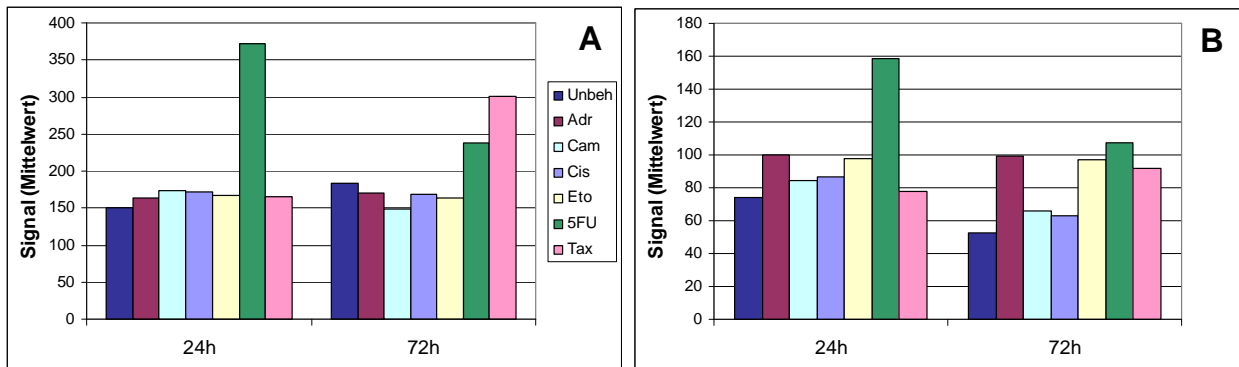 A
Signal (Mittelwert)
400
350
300
250
200
150
100
50
0
24h
72h
Unbeh
Adr
Cam
Cis
Eto
5FU
Tax
B
Signal (Mittelwert)
180
160
140
120
100
80
60
40
20
0
24h
72h